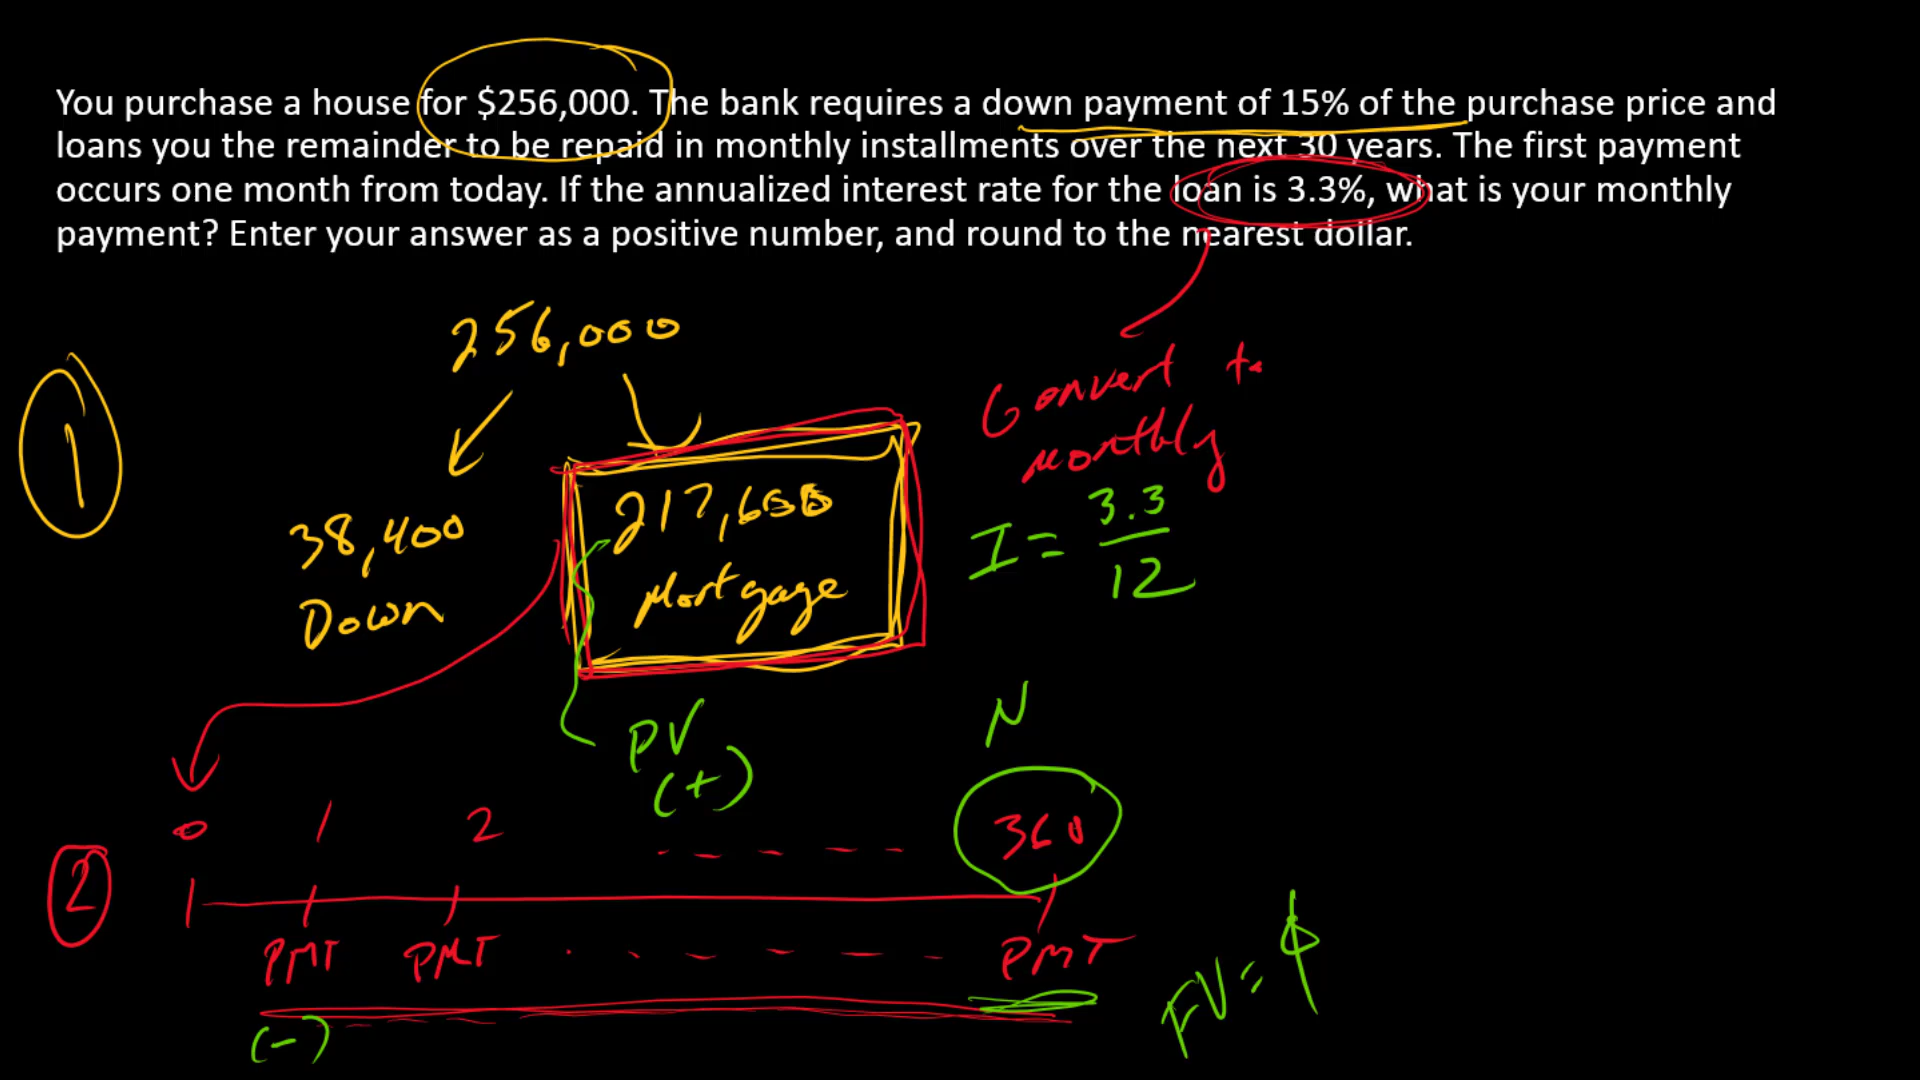 You purchase a house for $256,000. The bank requires a down payment of 15% of the purchase price and
loans you the remainder to be repaid in monthly installments over the next 30 years. The first payment
occurs one month from today. If the annualized interest rate for the loan is 3.3%, what is your monthly
payment? Enter your answer as a positive number, and round to the nearest dollar.
256,000
Convert to
monthly
1
38,400
Down
217,600
Mortgage
I = 3.3
12
PV
(+)
N
0 1 2 - - - - - 360
2
PMT PMT . . - - - - PMT
(-)
FV =